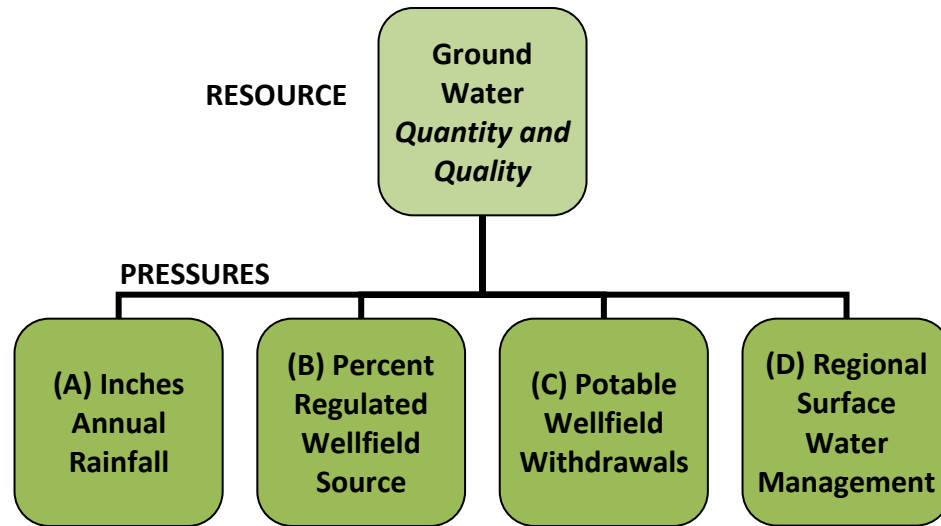 RESOURCE
Ground
Water
Quantity and
Quality
PRESSURES
(A) Inches
Annual
Rainfall
(B) Percent
Regulated
Wellfield
Source
(C) Potable
Wellfield
Withdrawals
(D) Regional
Surface
Water
Management